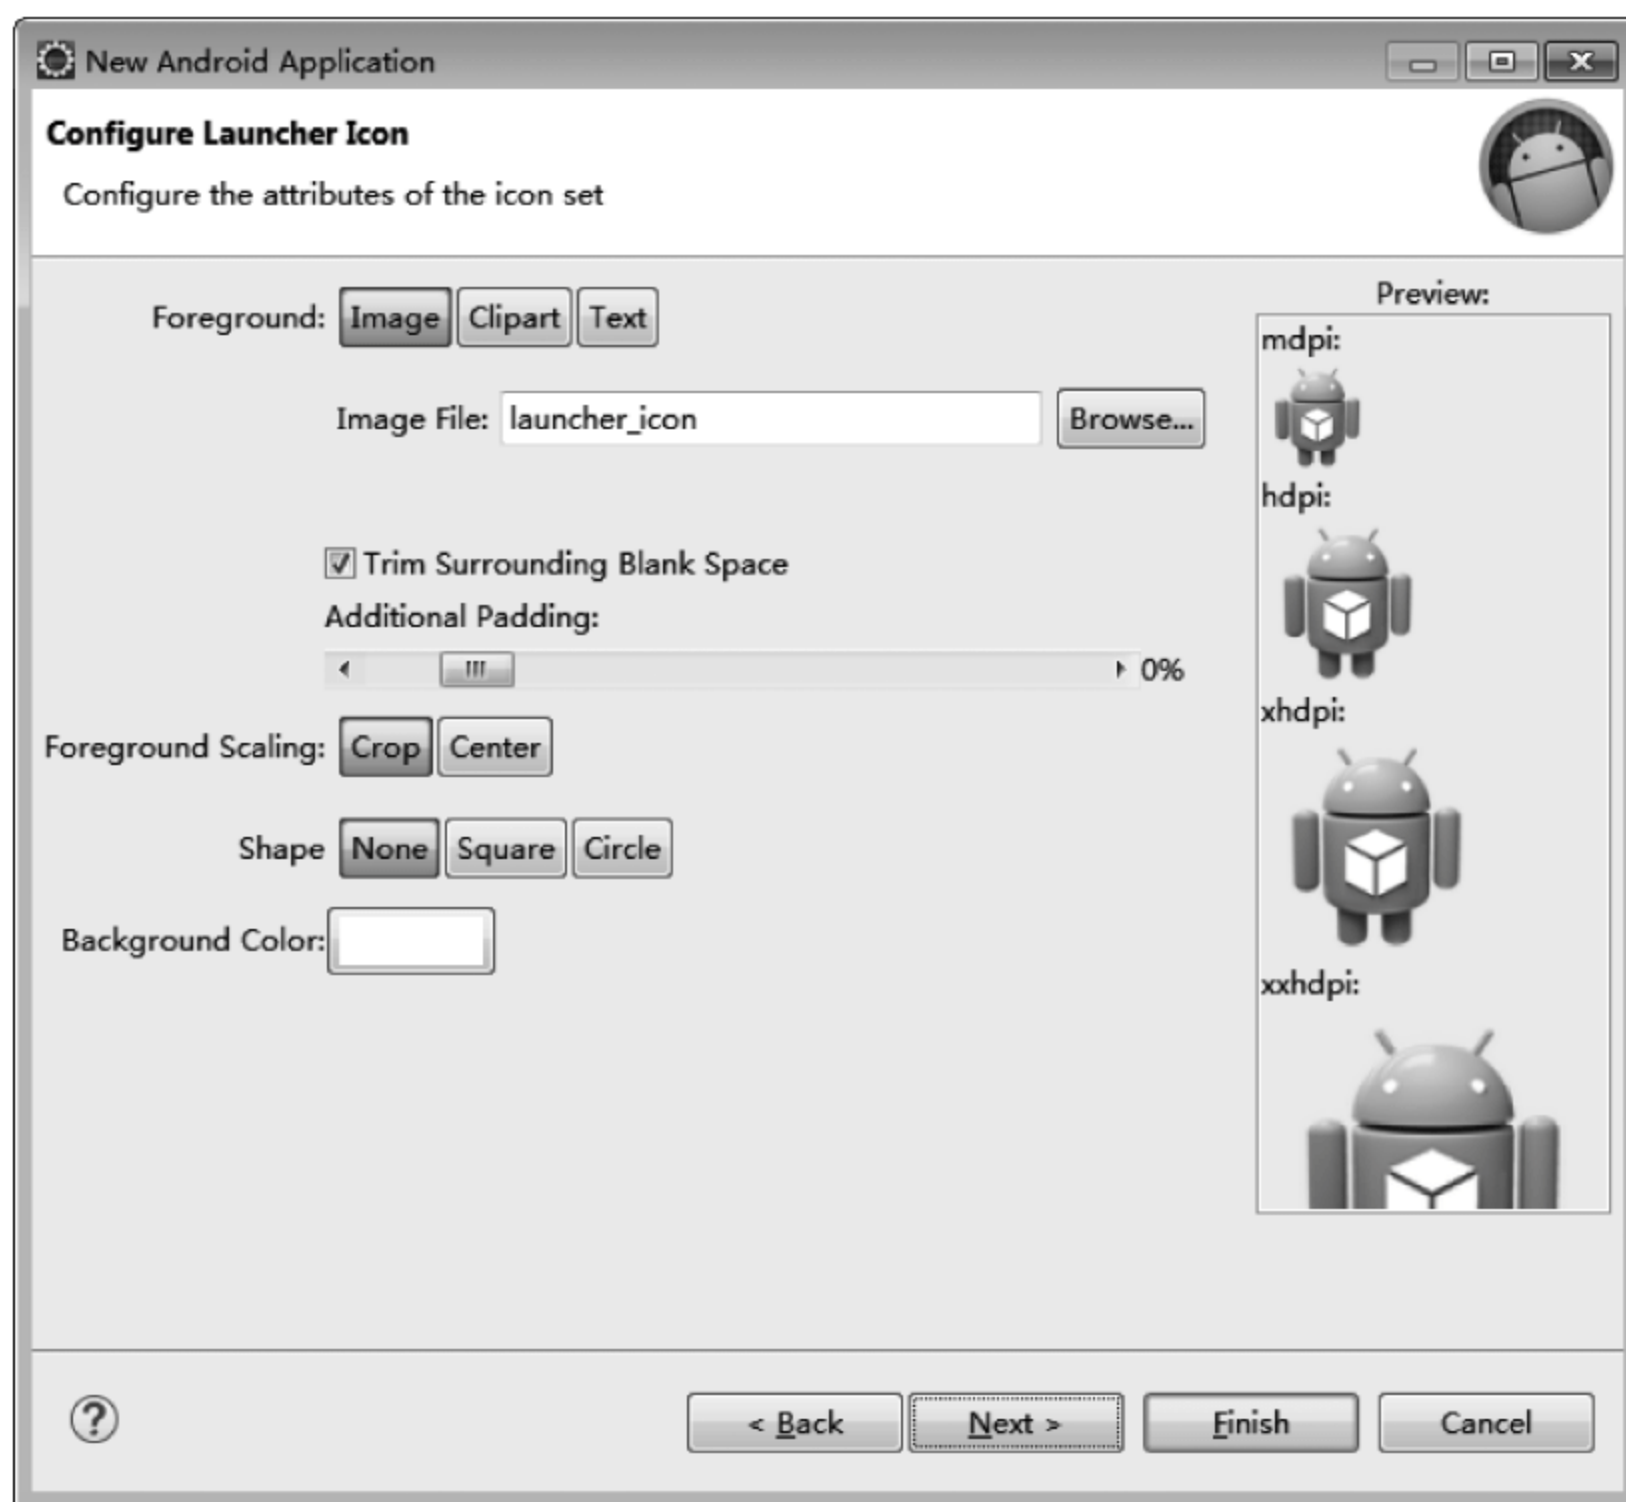 New Android Application
Configure Launcher Icon
Configure the attributes of the icon set
Foreground: Image Clipart Text
Image File: launcher_icon Browse...
Trim Surrounding Blank Space
Additional Padding:
0%
Foreground Scaling: Crop Center
Shape None Square Circle
Background Color:
Preview:
mdpi:
hdpi:
xhdpi:
xxhdpi:
?
< Back Next > Finish Cancel